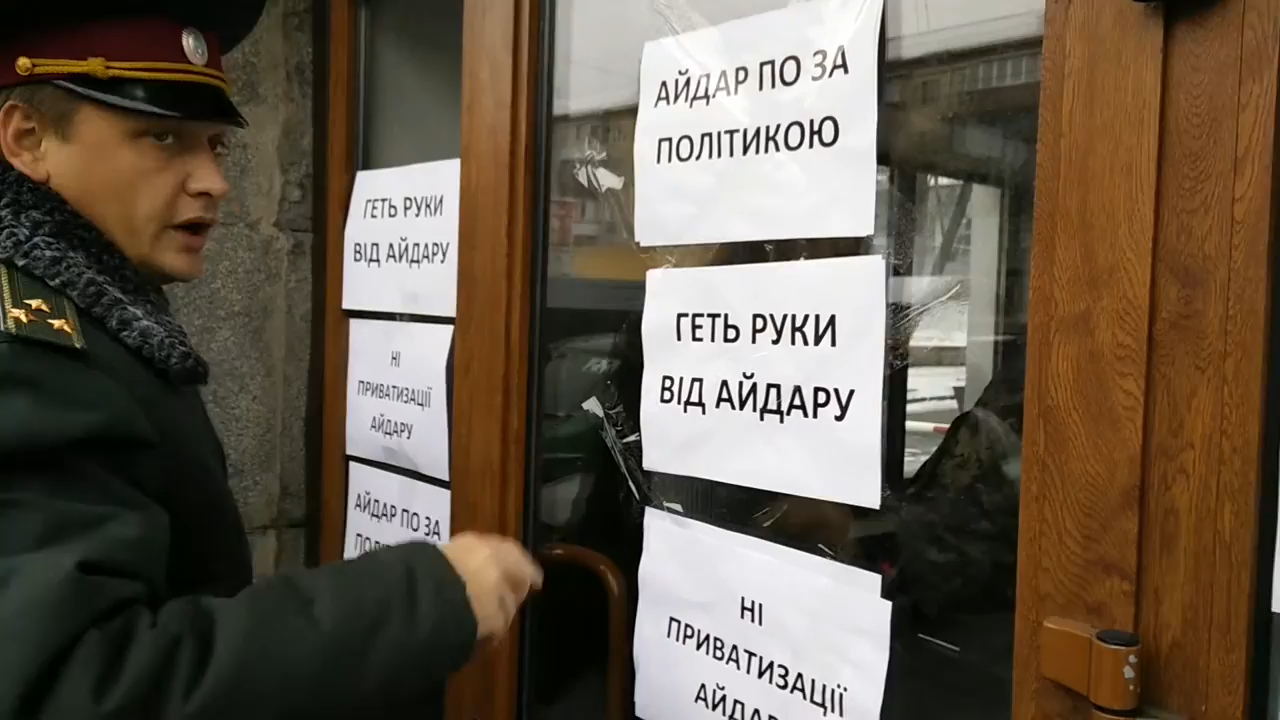 ГЕТЬ РУКИ
ВІД АЙДАРУ
НІ
ПРИВАТИЗАЦІЇ
АЙДАРУ
АЙДАР ПО ЗА
АЙДАР ПО ЗА
ПОЛІТИКОЮ
ГЕТЬ РУКИ
ВІД АЙДАРУ
НІ
ПРИВАТИЗАЦІЇ